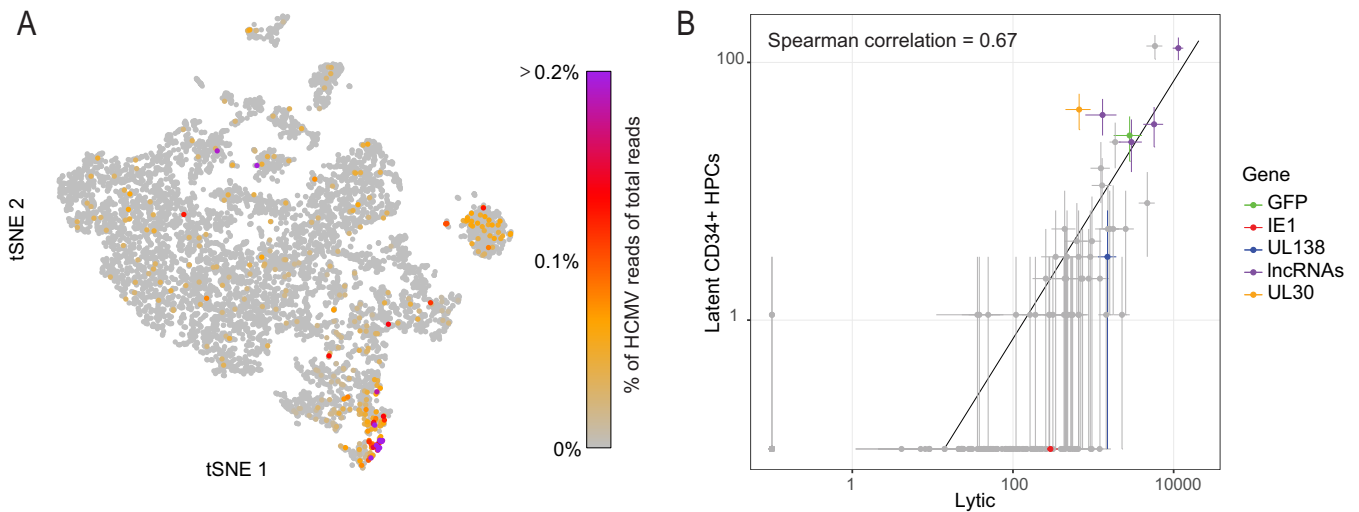 A
tSNE 2
tSNE 1
>0.2%
0.1%
0%
% of HCMV reads of total reads
B
Spearman correlation = 0.67
Latent CD34+ HPCs
100
1
1
100
10000
Lytic
Gene
GFP
IE1
UL138
lncRNAs
UL30